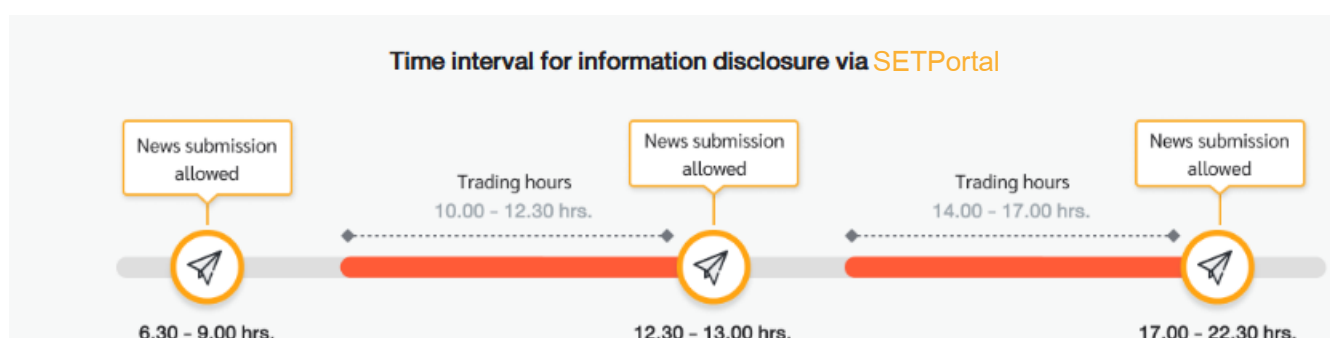 Time interval for information disclosure via SETPortal
News submission
allowed
Trading hours
10.00 - 12.30 hrs.
News submission
allowed
Trading hours
14.00 - 17.00 hrs.
News submission
allowed
6.30 - 9.00 hrs.
12.30 - 13.00 hrs.
17.00 - 22.30 hrs.